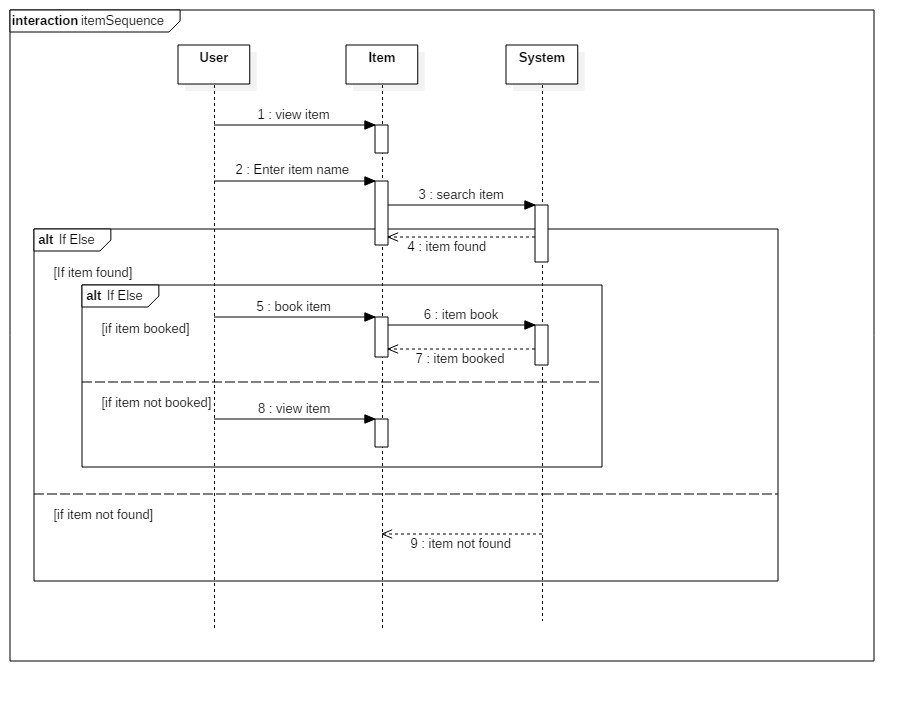 interaction itemSequence
User
Item
System
1 : view item
2 : Enter item name
3 : search item
alt If Else
4 : item found
[If item found]
alt If Else
5 : book item
6 : item book
[if item booked]
7 : item booked
[if item not booked]
8 : view item
[if item not found]
9 : item not found